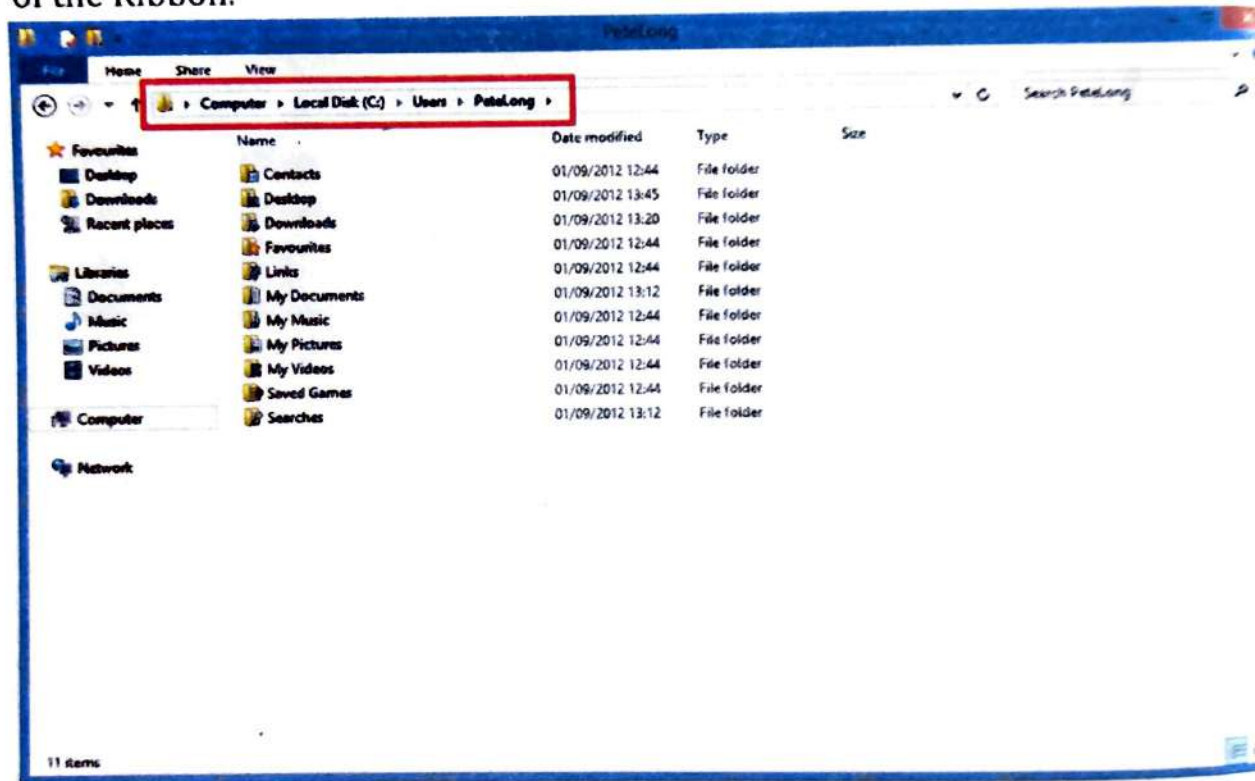 of the Ribbon.
PeteLong
File Home Share View
Computer ▸ Local Disk (C:) ▸ Users ▸ PeteLong ▸
Search PeteLong
Name Date modified Type Size
Favourites
Desktop
Downloads
Recent places
Libraries
Documents
Music
Pictures
Videos
Computer
Network
Contacts 01/09/2012 12:44 File folder
Desktop 01/09/2012 13:45 File folder
Downloads 01/09/2012 13:20 File folder
Favourites 01/09/2012 12:44 File folder
Links 01/09/2012 12:44 File folder
My Documents 01/09/2012 13:12 File folder
My Music 01/09/2012 12:44 File folder
My Pictures 01/09/2012 12:44 File folder
My Videos 01/09/2012 12:44 File folder
Saved Games 01/09/2012 12:44 File folder
Searches 01/09/2012 13:12 File folder
11 items